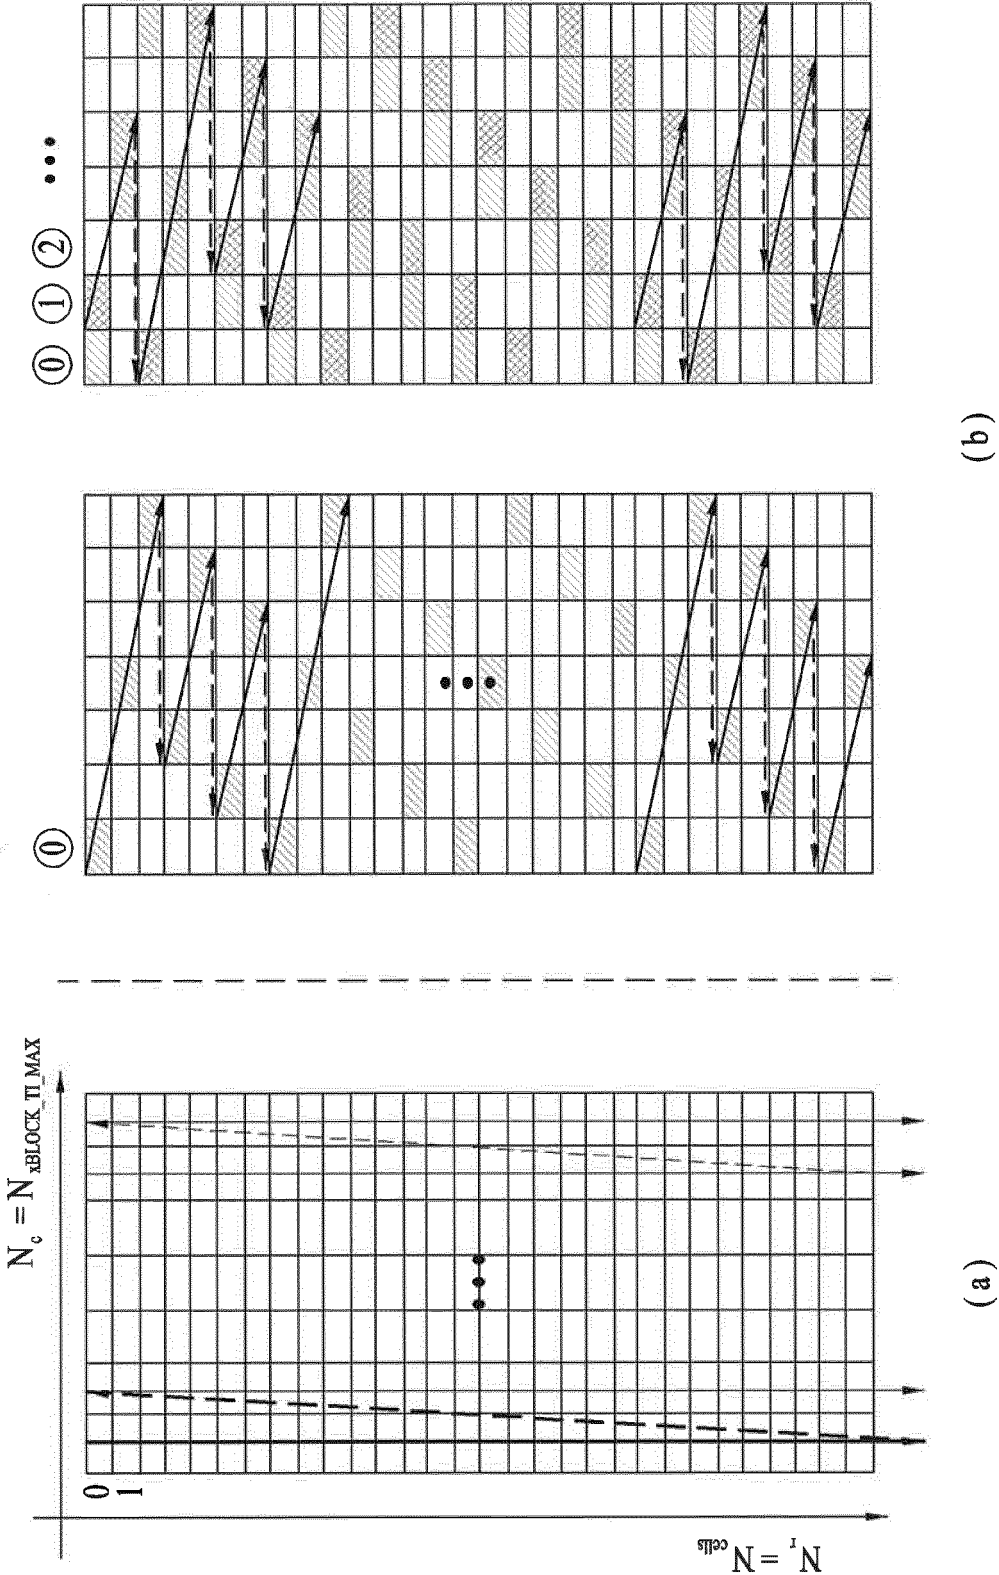 N_c = N_xBLOCK_TI_MAX
0
1
N_r = N_cells
(a)
0
0 1 2
(b)